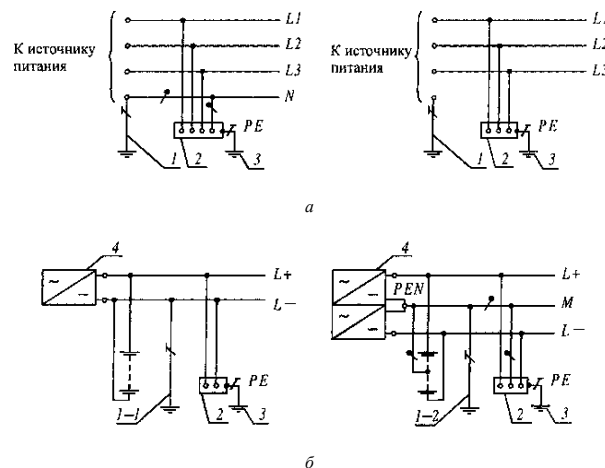 К источнику
питания
L1
L2
L3
N
PE
1
2
3
К источнику
питания
L1
L2
L3
PE
1
2
3
а
4
~
–
L+
L–
PE
1–1
2
3
4
~
–
~
–
PEN
L+
M
L–
PE
1–2
2
3
б